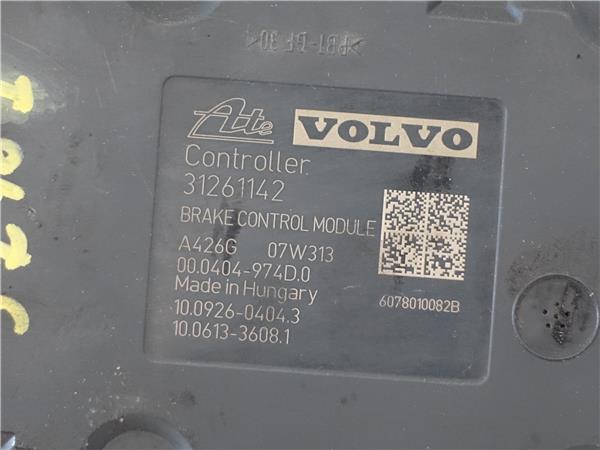 >PBT-GF 30<
Ate VOLVO
Controller.
31261142
BRAKE CONTROL MODULE
A426G 07W313
00.0404-974D.0
Made in Hungary
6078010082B
10.0926-0404.3
10.0613-3608.1